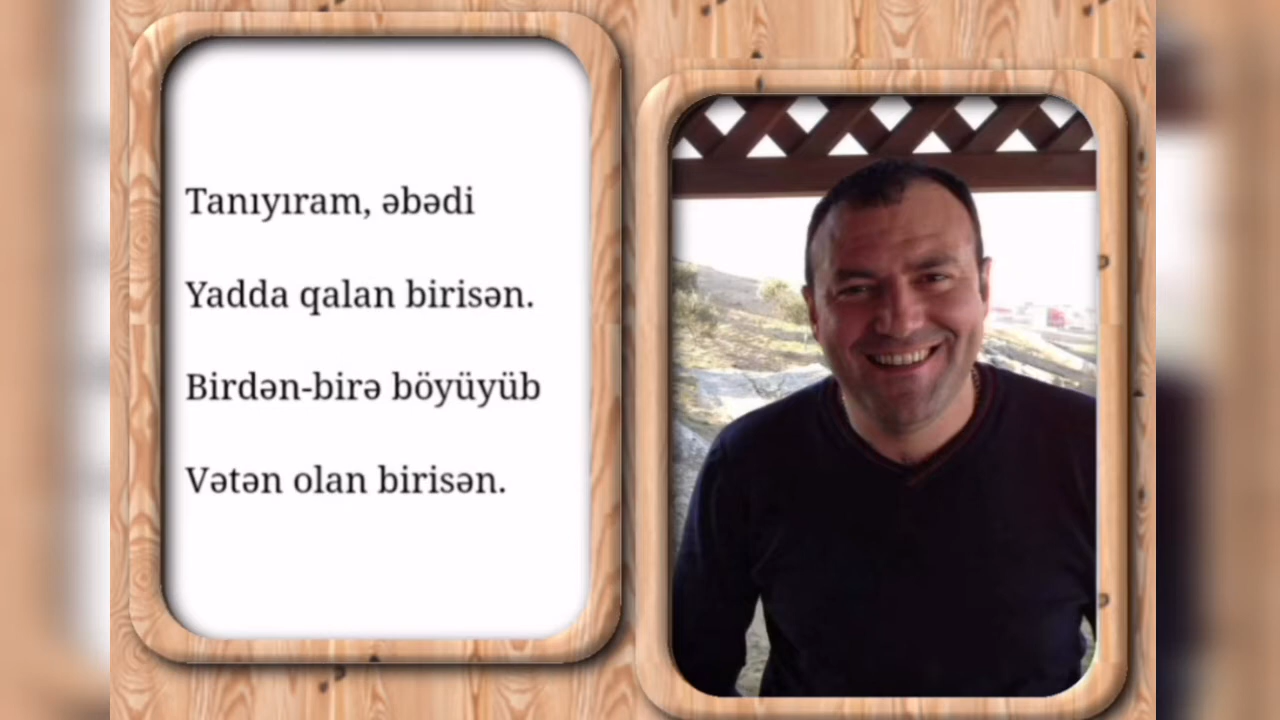 Tanıyıram, əbədi
Yadda qalan birisən.
Birdən-birə böyüyüb
Vətən olan birisən.